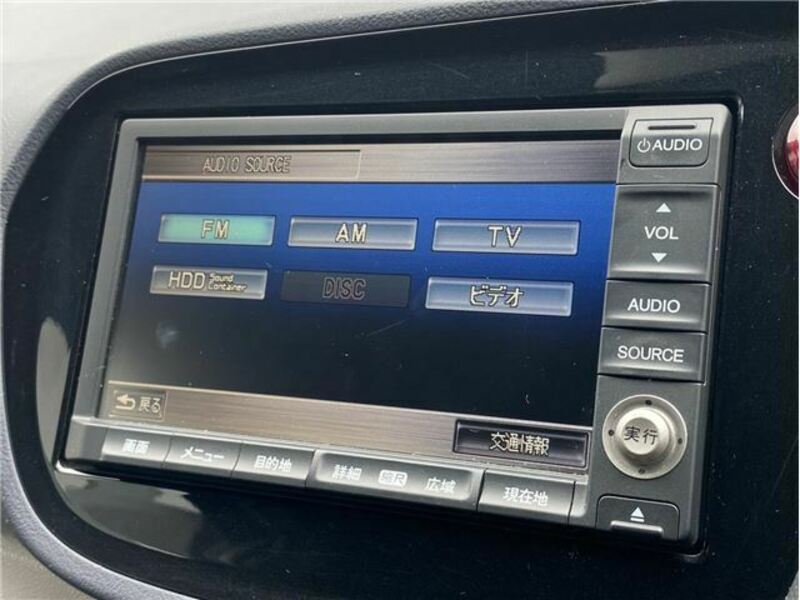 AUDIO SOURCE
FM
AM
TV
HDD Sound Container
DISC
ビデオ
戻る
交通情報
AUDIO
VOL
AUDIO
SOURCE
実行
画面
メニュー
目的地
詳細
縮尺
広域
現在地